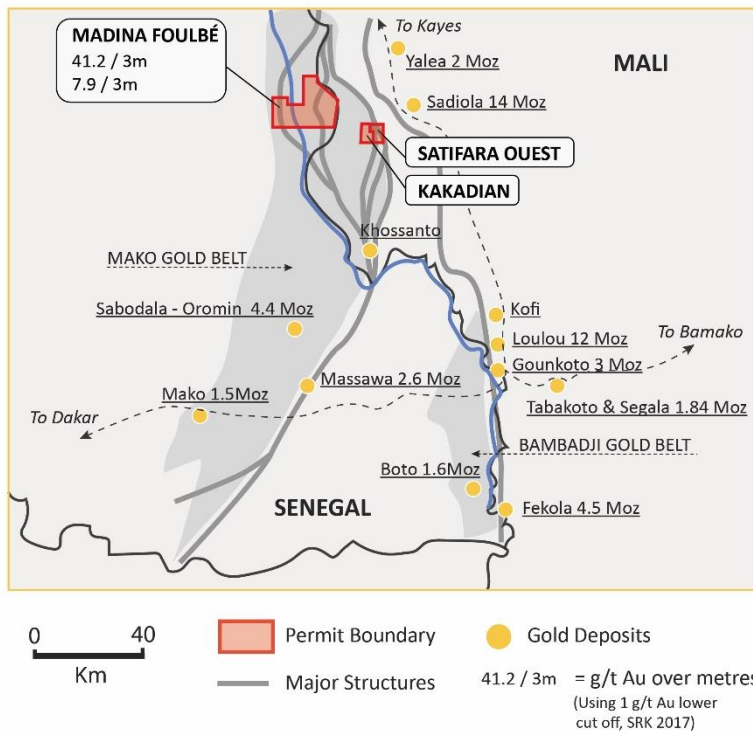 To Kayes
MADINA FOULBÉ
41.2 / 3m
7.9 / 3m
Yalea 2 Moz
MALI
Sadiola 14 Moz
SATIFARA OUEST
KAKADIAN
Khossanto
MAKO GOLD BELT
Sabodala - Oromin 4.4 Moz
Kofi
Loulou 12 Moz
To Bamako
Gounkoto 3 Moz
Massawa 2.6 Moz
Mako 1.5Moz
Tabakoto & Segala 1.84 Moz
To Dakar
BAMBADJI GOLD BELT
Boto 1.6Moz
SENEGAL
Fekola 4.5 Moz
0 40
Km
Permit Boundary
Gold Deposits
Major Structures
41.2 / 3m = g/t Au over metres
(Using 1 g/t Au lower
cut off, SRK 2017)